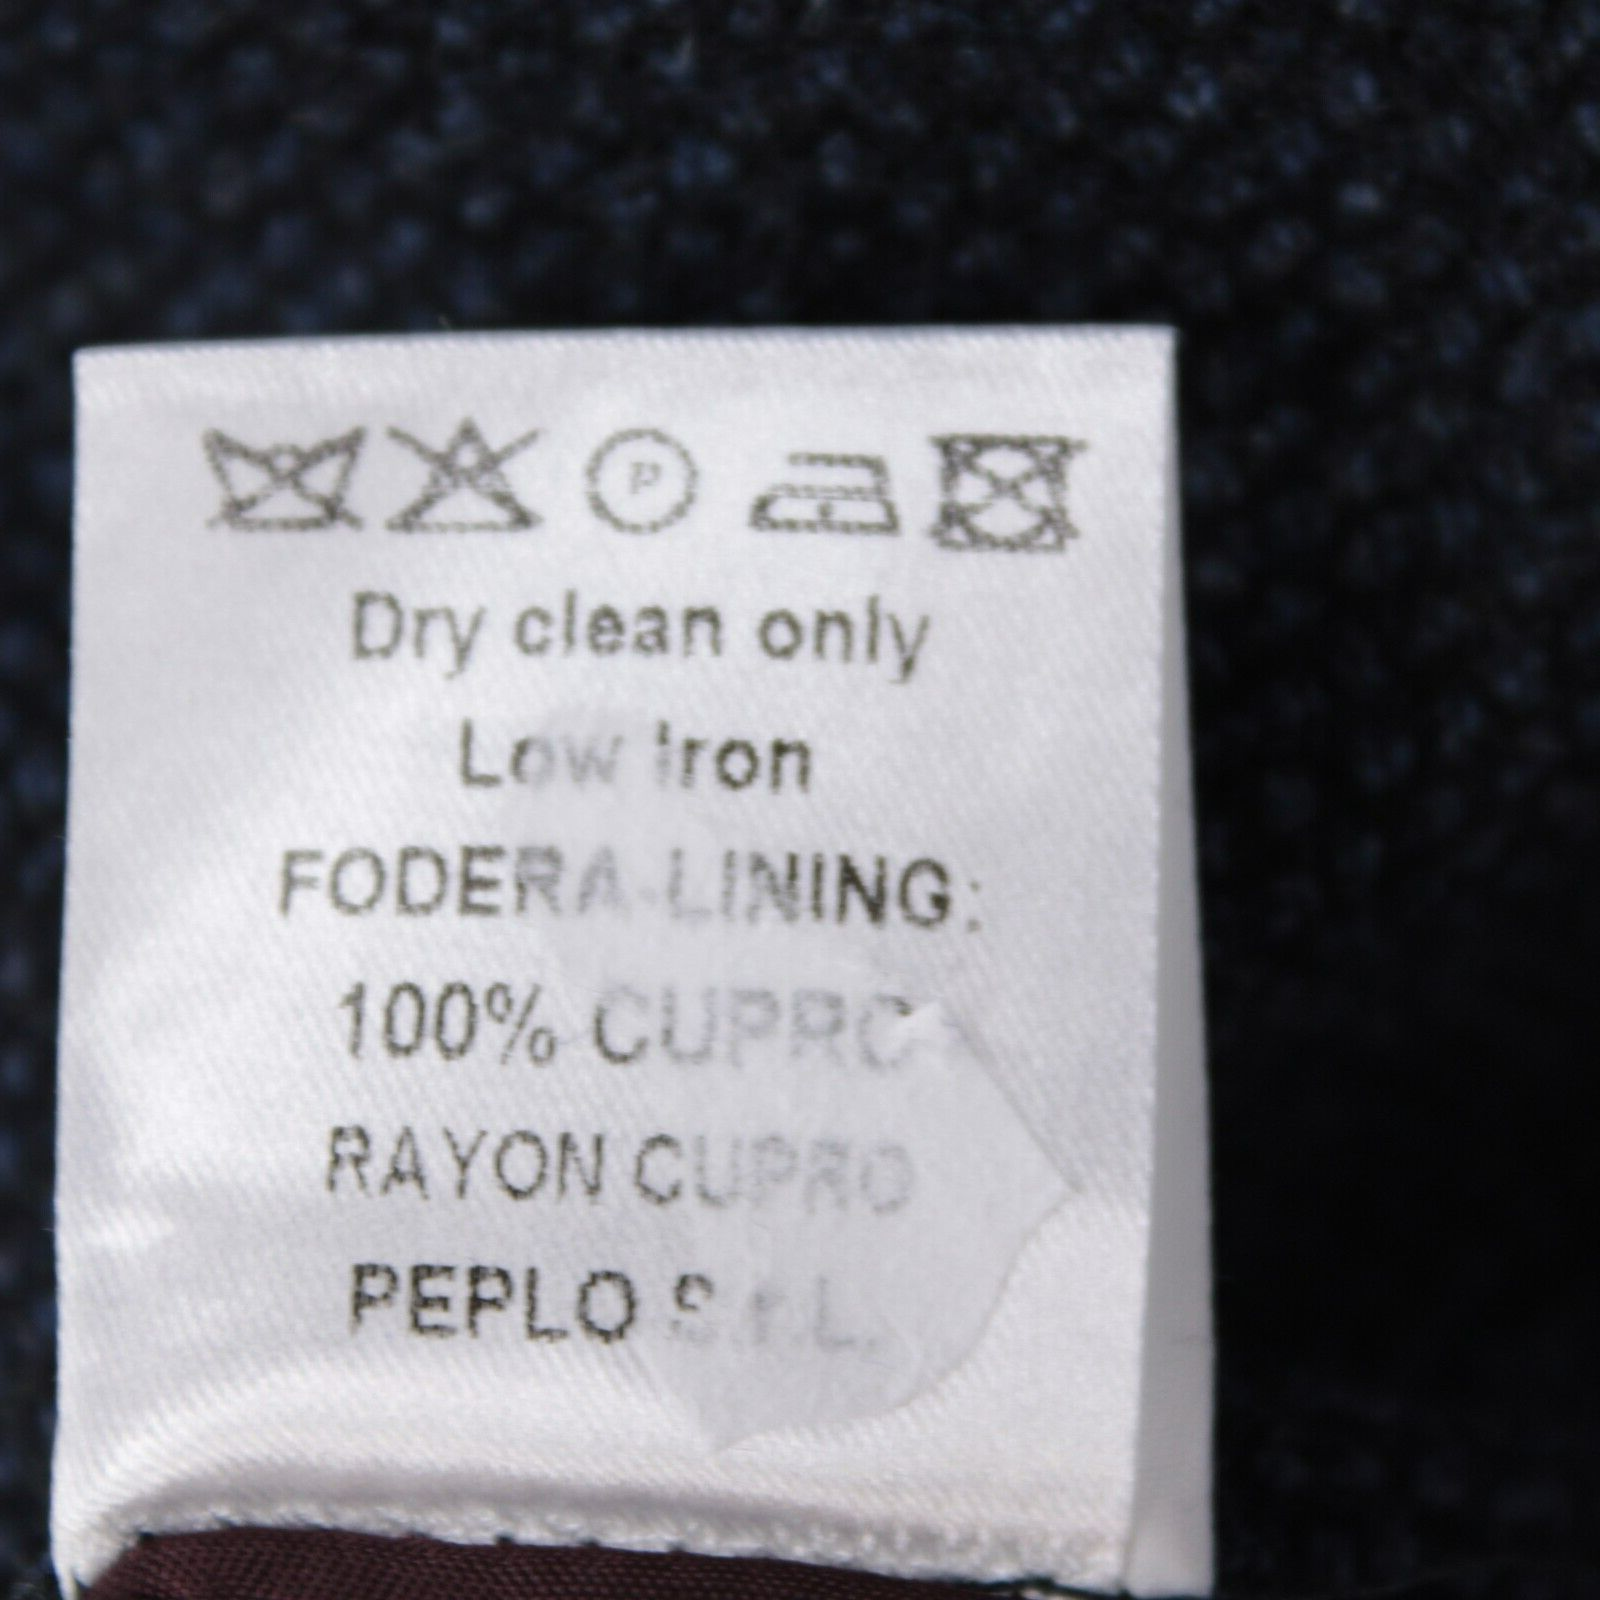 P
Dry clean only
Low Iron
FODERA-LINING:
100% CUPRO
RAYON CUPRO
PEPLO S.r.L.